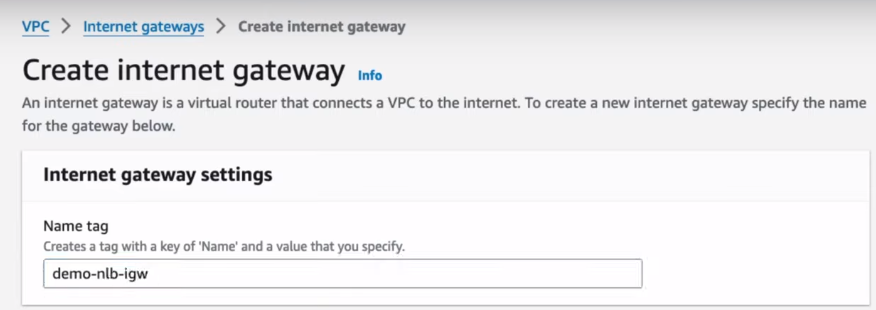 VPC > Internet gateways > Create internet gateway
Create internet gateway Info
An internet gateway is a virtual router that connects a VPC to the internet. To create a new internet gateway specify the name
for the gateway below.
Internet gateway settings
Name tag
Creates a tag with a key of 'Name' and a value that you specify.
demo-nlb-igw